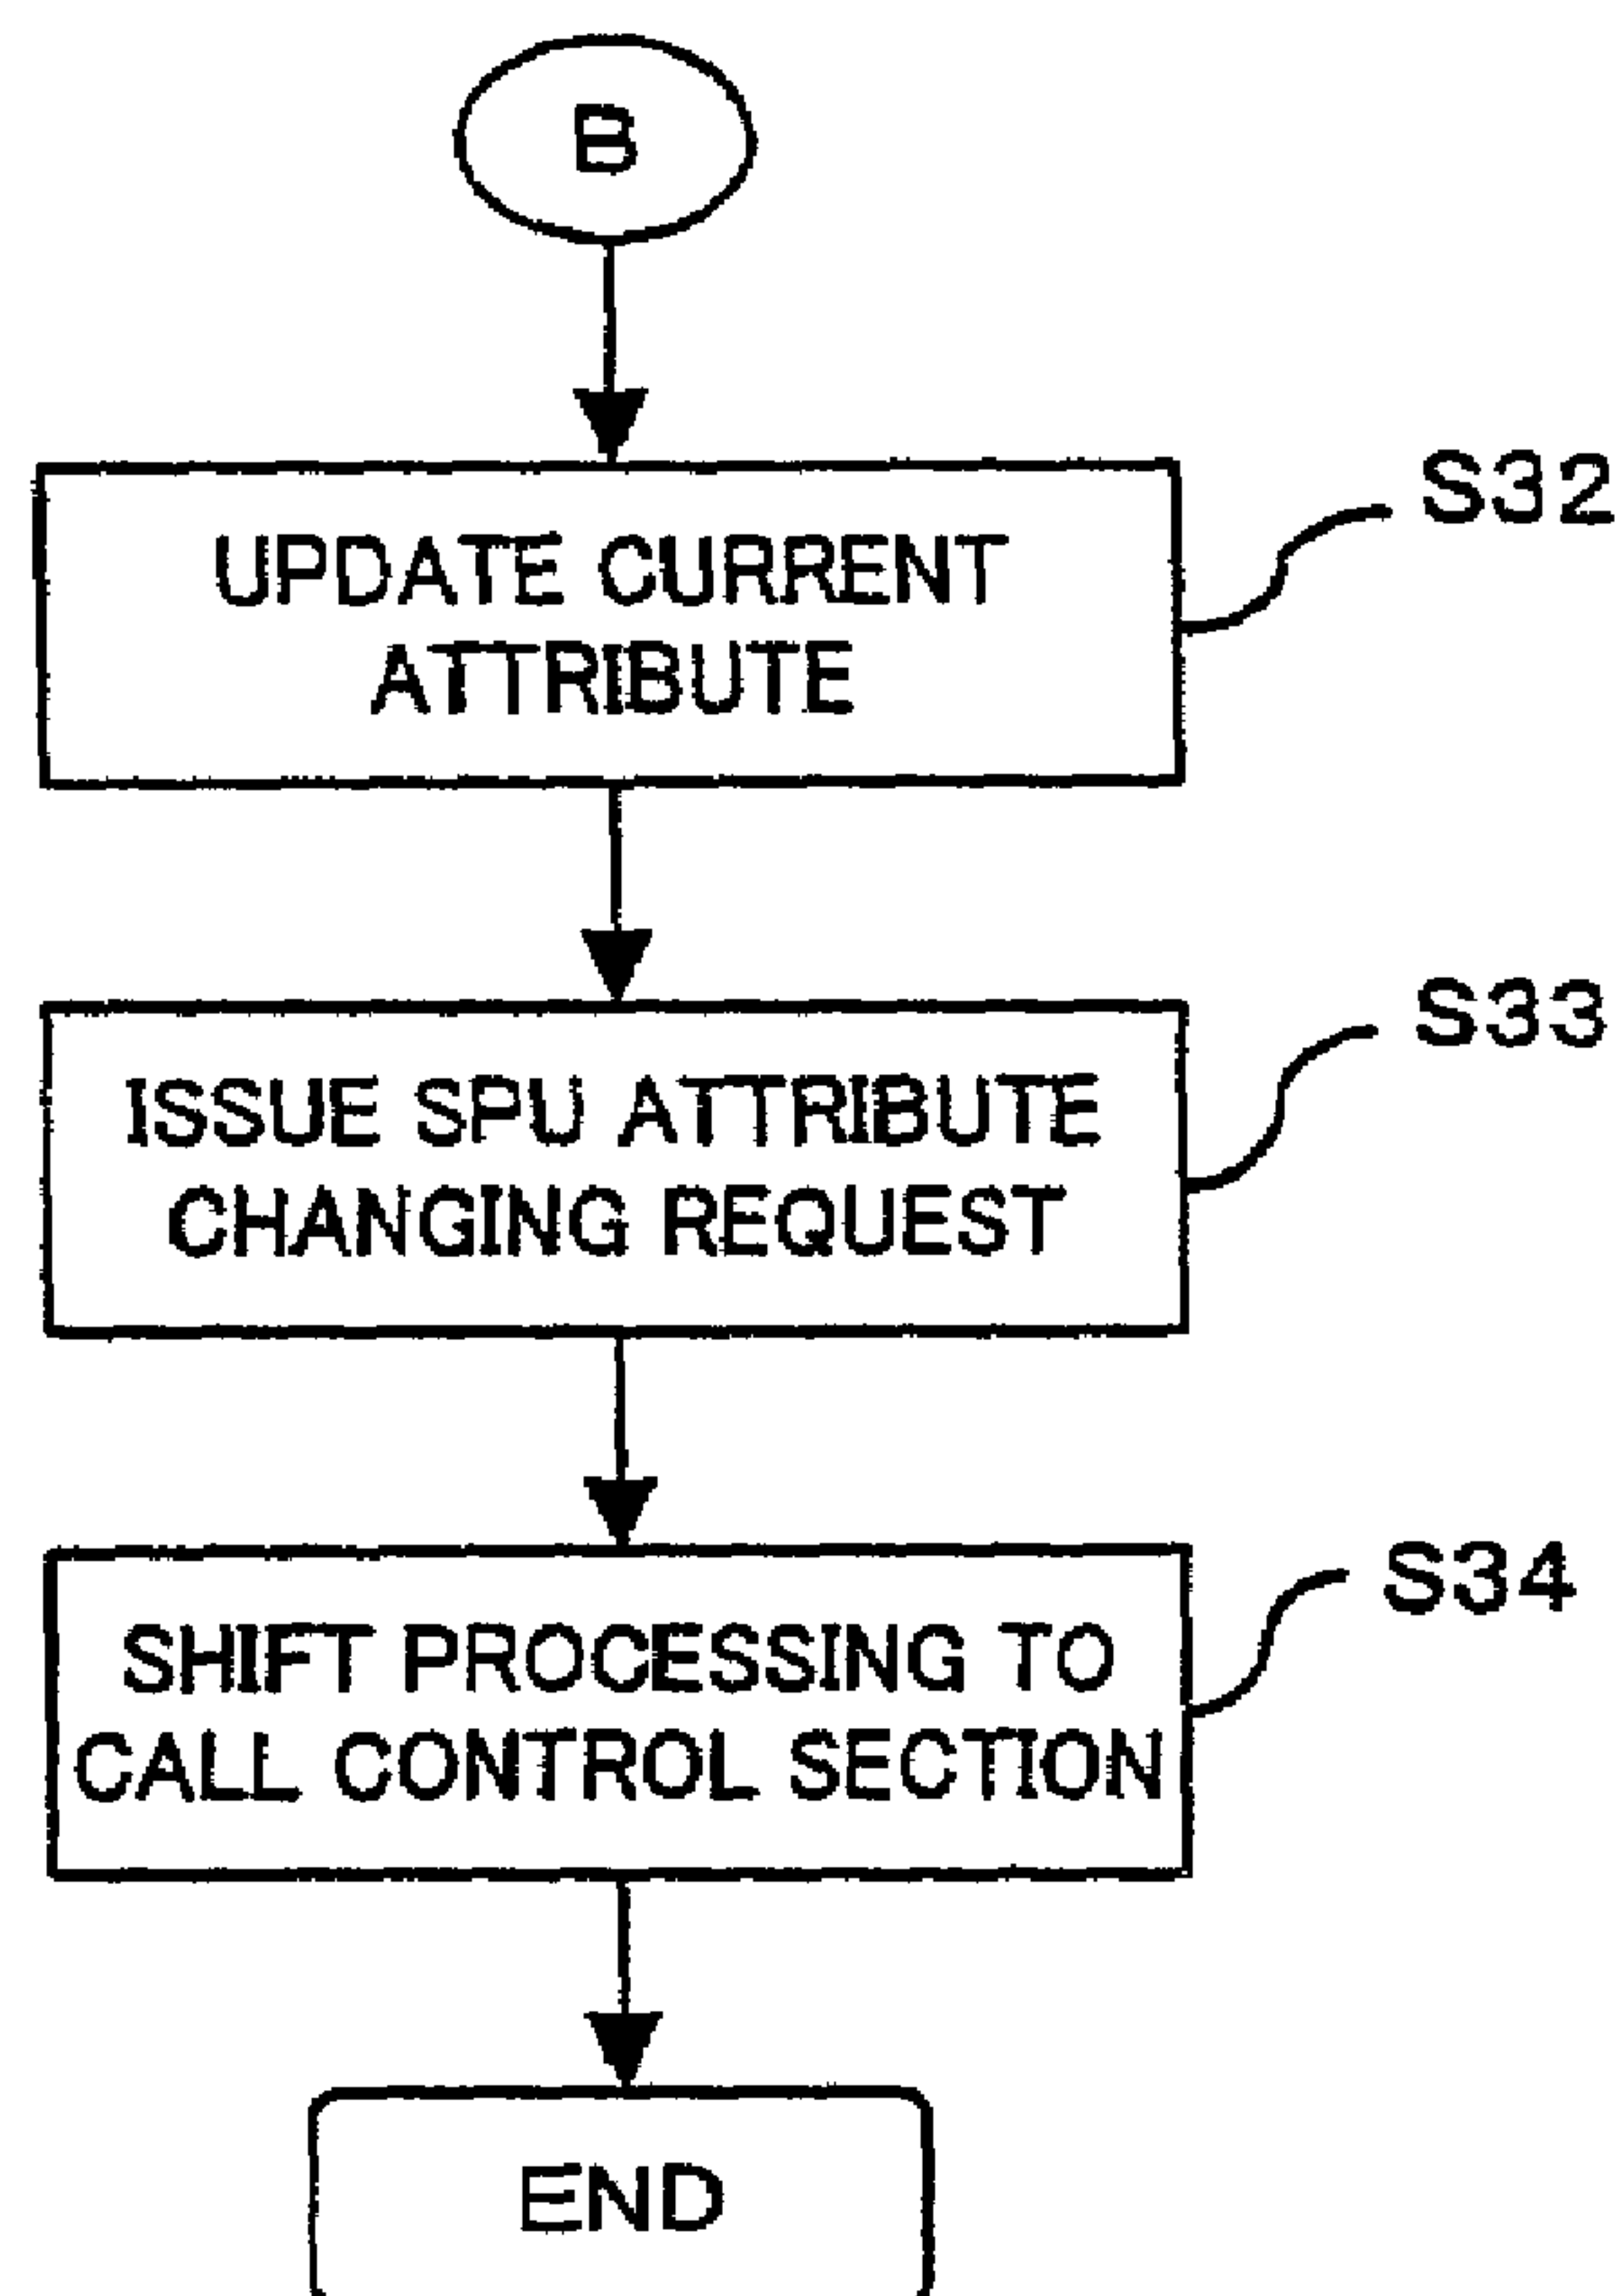 B
UPDATE CURRENT
ATTRIBUTE
S32
ISSUE SPU ATTRIBUTE
CHANGING REQUEST
S33
SHIFT PROCESSING TO
CALL CONTROL SECTION
S34
END